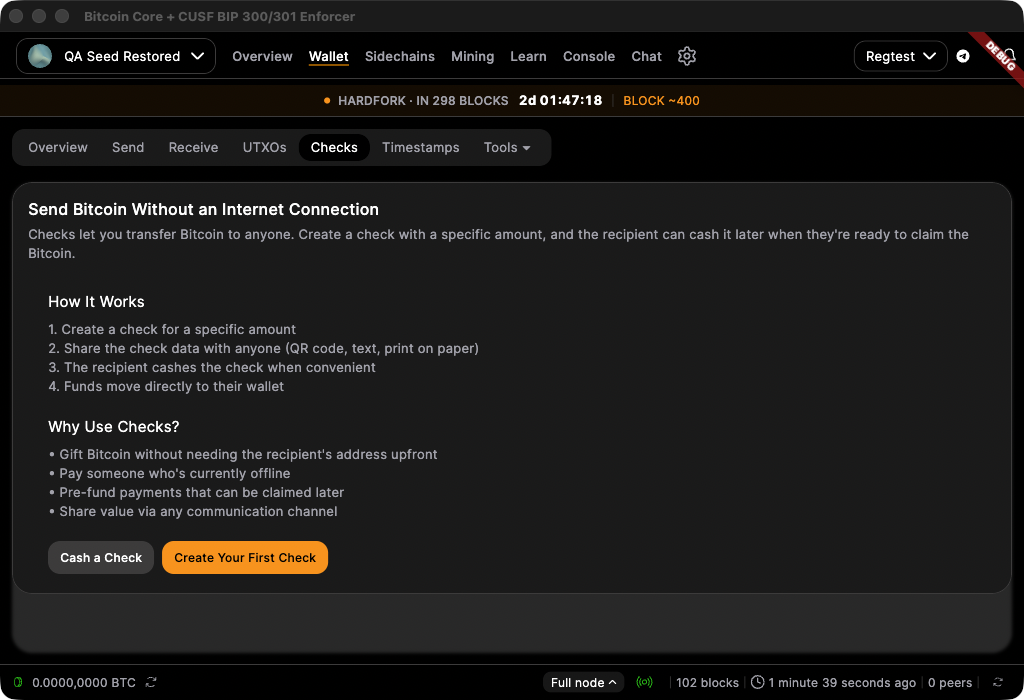 Bitcoin Core + CUSF BIP 300/301 Enforcer
QA Seed Restored
Overview
Wallet
Sidechains
Mining
Learn
Console
Chat
Regtest
DEBUG
HARDFORK · IN 298 BLOCKS 2d 01:47:18 BLOCK ~400
Overview
Send
Receive
UTXOs
Checks
Timestamps
Tools
Send Bitcoin Without an Internet Connection
Checks let you transfer Bitcoin to anyone. Create a check with a specific amount, and the recipient can cash it later when they're ready to claim the
Bitcoin.
How It Works
1. Create a check for a specific amount
2. Share the check data with anyone (QR code, text, print on paper)
3. The recipient cashes the check when convenient
4. Funds move directly to their wallet
Why Use Checks?
• Gift Bitcoin without needing the recipient's address upfront
• Pay someone who's currently offline
• Pre-fund payments that can be claimed later
• Share value via any communication channel
Cash a Check
Create Your First Check
0.0000,0000 BTC
Full node
102 blocks
1 minute 39 seconds ago
0 peers